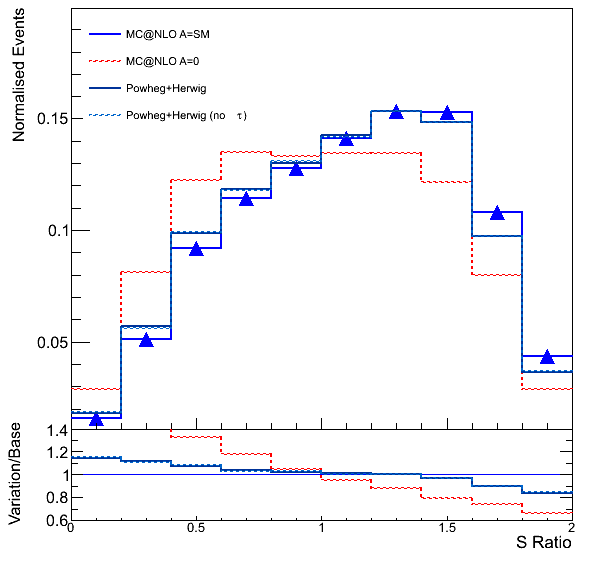 Normalised Events
MC@NLO A=SM
MC@NLO A=0
Powheg+Herwig
Powheg+Herwig (no τ)
0.15
0.1
0.05
Variation/Base
1.4
1.2
1
0.8
0.6
0 0.5 1 1.5 2
S Ratio